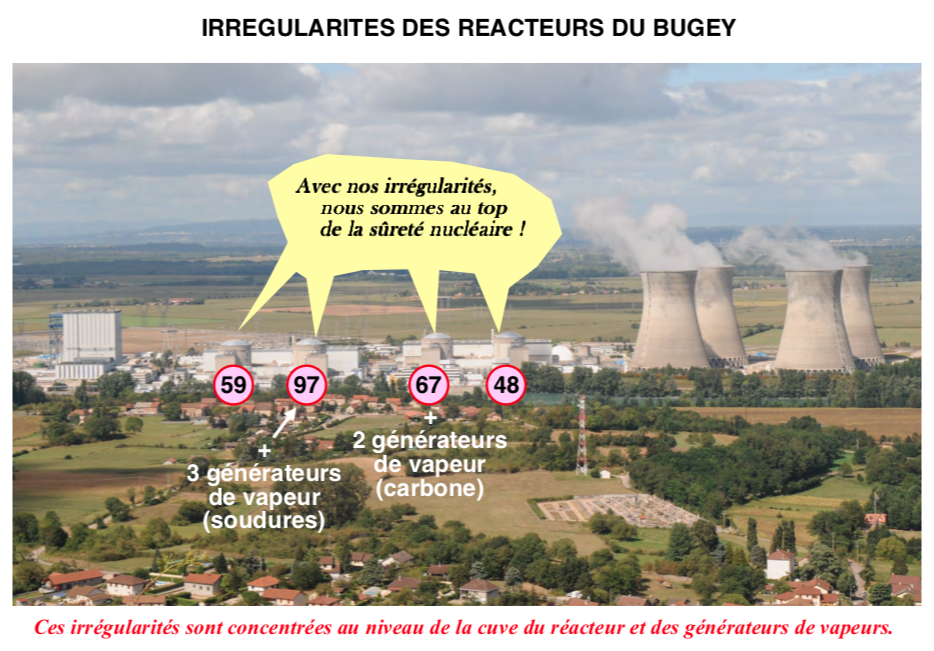 IRREGULARITES DES REACTEURS DU BUGEY
Avec nos irrégularités,
nous sommes au top
de la sûreté nucléaire !
59
97
67
48
+
3 générateurs
de vapeur
(soudures)
+
2 générateurs
de vapeur
(carbone)
Ces irrégularités sont concentrées au niveau de la cuve du réacteur et des générateurs de vapeurs.